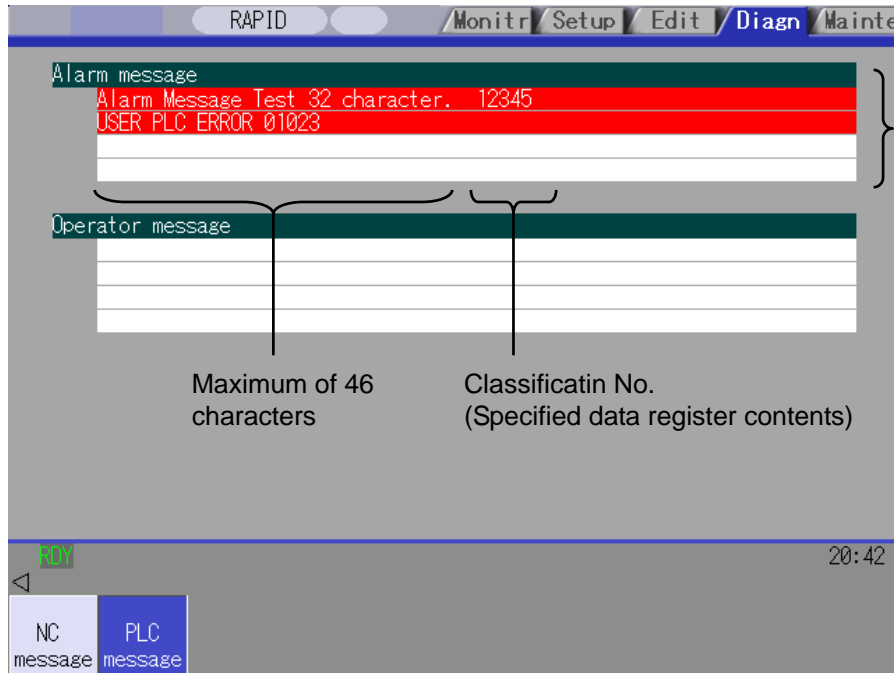 RAPID
Monitr Setup Edit Diagn Mainte
Alarm message
Alarm Message Test 32 character. 12345
USER PLC ERROR 01023
Operator message
Maximum of 46
characters
Classificatin No.
(Specified data register contents)
RDY 20:42
NC PLC
message message